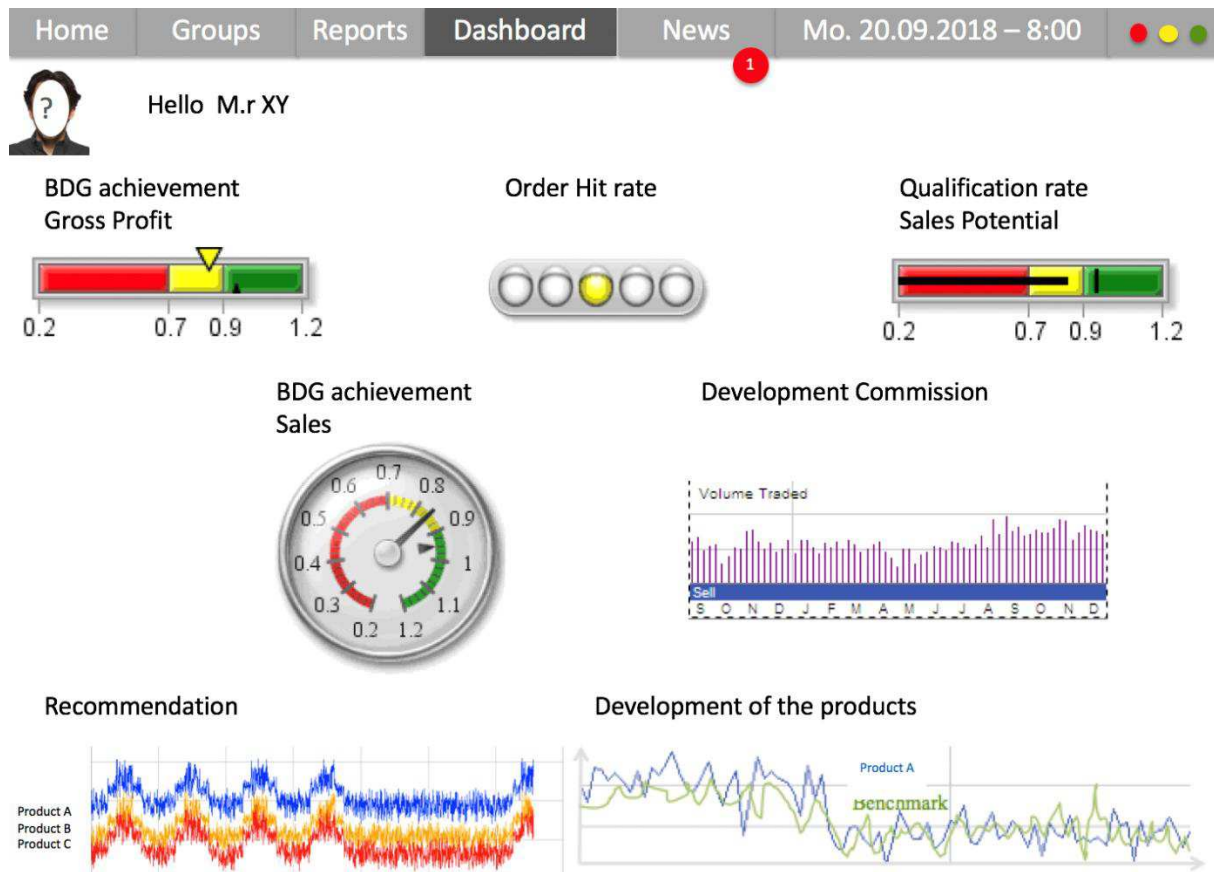 Home Groups Reports Dashboard News Mo. 20.09.2018 – 8:00
1
?
Hello M.r XY
BDG achievement
Gross Profit
Order Hit rate
Qualification rate
Sales Potential
0.2 0.7 0.9 1.2
0.2 0.7 0.9 1.2
BDG achievement
Sales
0.7
0.6 0.8
0.5 0.9
0.4 1
0.3 1.1
0.2 1.2
Development Commission
Volume Traded
Sell
S O N D J F M A M J J A S O N D
Recommendation
Product A
Product B
Product C
Development of the products
Product A
Benchmark